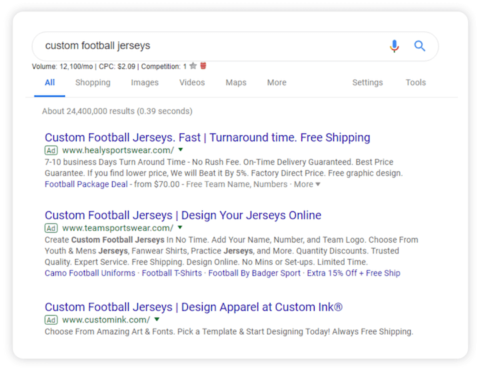 custom football jerseys
Volume: 12,100/mo | CPC: $2.09 | Competition: 1
All Shopping Images Videos Maps More Settings Tools
About 24,400,000 results (0.39 seconds)
Custom Football Jerseys. Fast | Turnaround time. Free Shipping
Ad www.healysportswear.com/
7-10 business Days Turn Around Time - No Rush Fee. On-Time Delivery Guaranteed. Best Price
Guarantee. If you find lower price, We will Beat it By 5%. Factory Direct Price. Free graphic design.
Football Package Deal - from $70.00 - Free Team Name, Numbers · More
Custom Football Jerseys | Design Your Jerseys Online
Ad www.teamsportswear.com/
Create Custom Football Jerseys In No Time. Add Your Name, Number, and Team Logo. Choose From
Youth & Mens Jerseys, Fanwear Shirts, Practice Jerseys, and More. Quantity Discounts. Trusted
Quality. Expert Service. Free Shipping. Design Online. No Mins or Set-ups. Limited Time.
Camo Football Uniforms · Football T-Shirts · Football By Badger Sport · Extra 15% Off + Free Ship
Custom Football Jerseys | Design Apparel at Custom Ink®
Ad www.customink.com/
Choose From Amazing Art & Fonts. Pick a Template & Start Designing Today! Always Free Shipping.